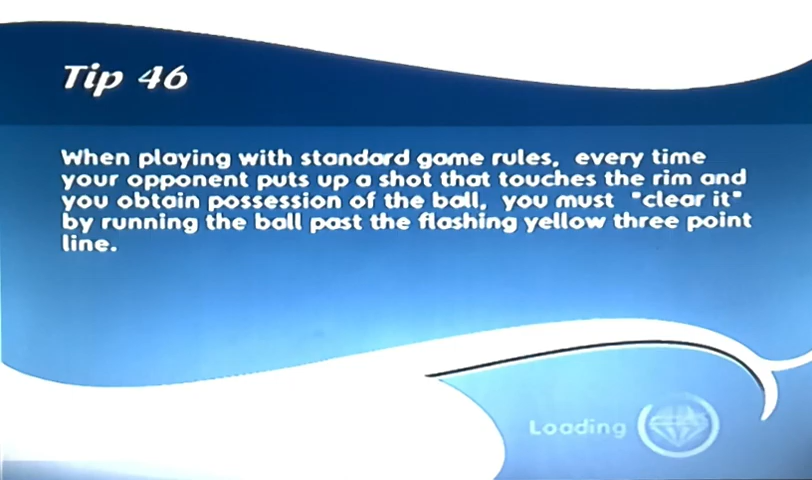 Tip 46
When playing with standard game rules, every time
your opponent puts up a shot that touches the rim and
you obtain possession of the ball, you must "clear it"
by running the ball past the flashing yellow three point
line.
Loading